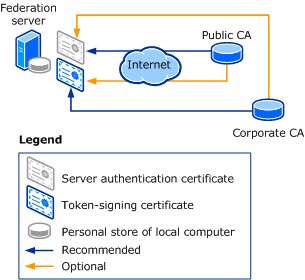 Federation
server
Public CA
Internet
Corporate CA
Legend
Server authentication certificate
Token-signing certificate
Personal store of local computer
Recommended
Optional